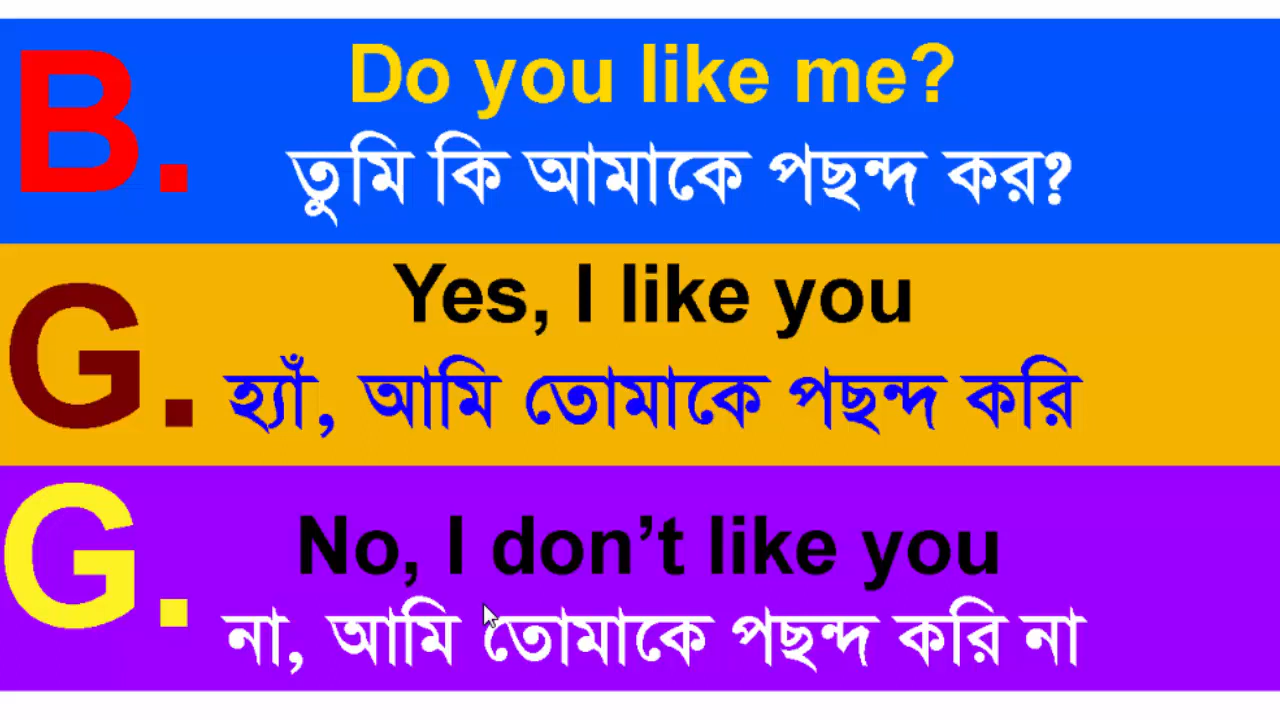 B.
Do you like me?
তুমি কি আমাকে পছন্দ কর?
G.
Yes, I like you
হ্যাঁ, আমি তোমাকে পছন্দ করি
G.
No, I don’t like you
না, আমি তোমাকে পছন্দ করি না